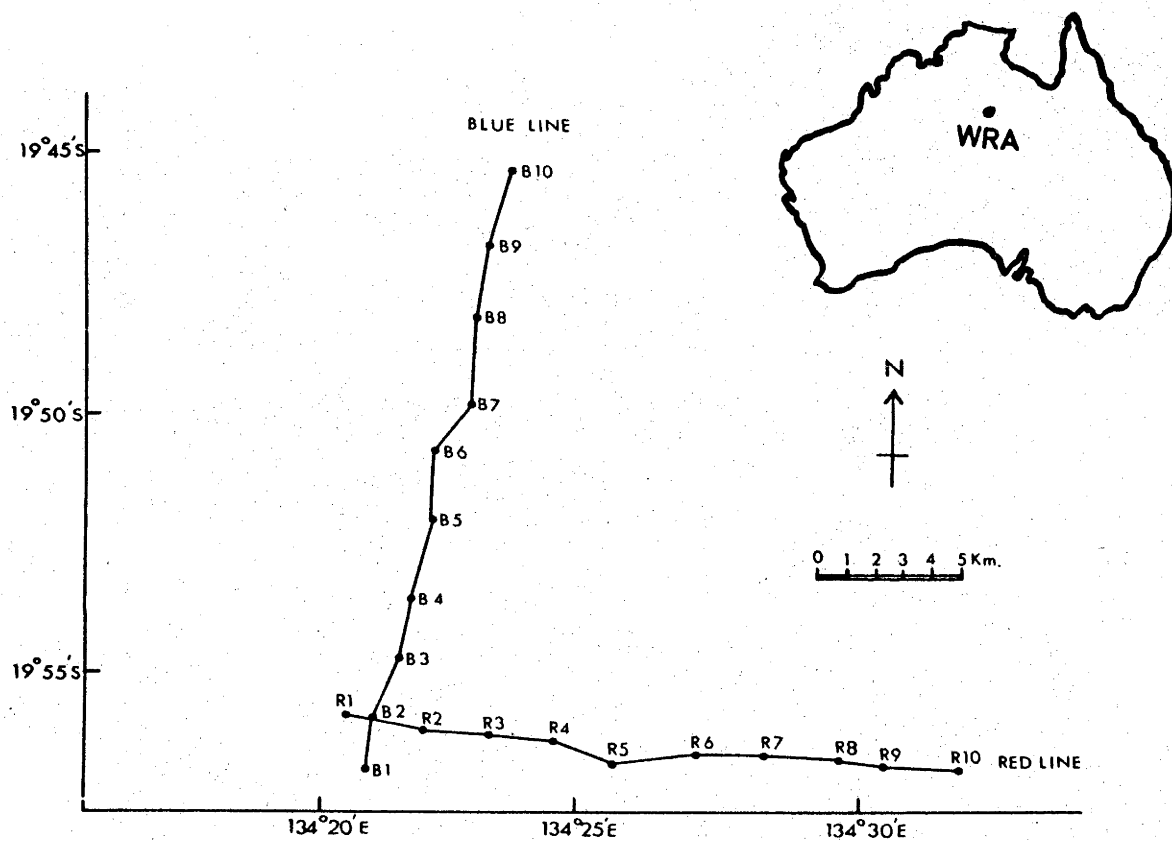 BLUE LINE
19°45'S
B10
WRA
B9
B8
N
19°50'S
B7
B6
B5
0 1 2 3 4 5 Km.
B4
B3
19°55'S
R1
B2
R2
R3
R4
R5
R6
R7
R8
R9
R10
RED LINE
B1
134°20'E
134°25'E
134°30'E